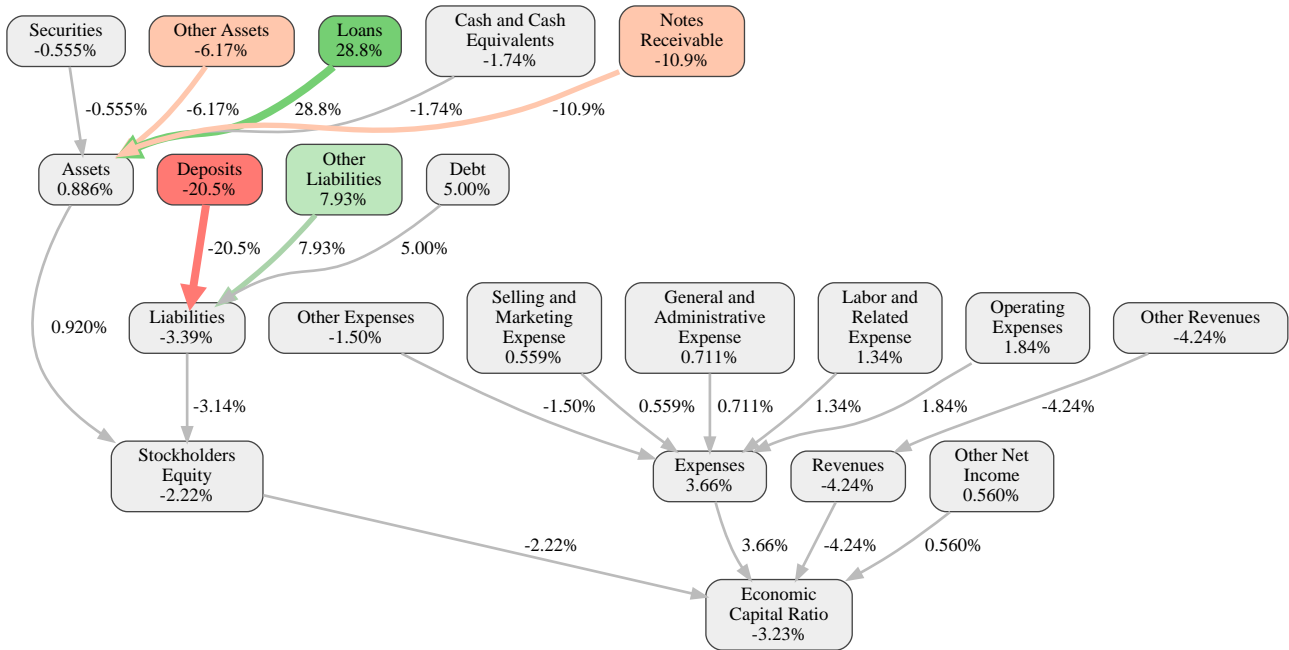 Securities
-0.555%
Other Assets
-6.17%
Loans
28.8%
Cash and Cash
Equivalents
-1.74%
Notes
Receivable
-10.9%
-0.555%
-6.17%
28.8%
-1.74%
-10.9%
Assets
0.886%
Deposits
-20.5%
Other
Liabilities
7.93%
Debt
5.00%
-20.5%
7.93%
5.00%
0.920%
Liabilities
-3.39%
Other Expenses
-1.50%
Selling and
Marketing
Expense
0.559%
General and
Administrative
Expense
0.711%
Labor and
Related
Expense
1.34%
Operating
Expenses
1.84%
Other Revenues
-4.24%
-3.14%
-1.50%
0.559%
0.711%
1.34%
1.84%
-4.24%
Stockholders
Equity
-2.22%
Expenses
3.66%
Revenues
-4.24%
Other Net
Income
0.560%
-2.22%
3.66%
-4.24%
0.560%
Economic
Capital Ratio
-3.23%